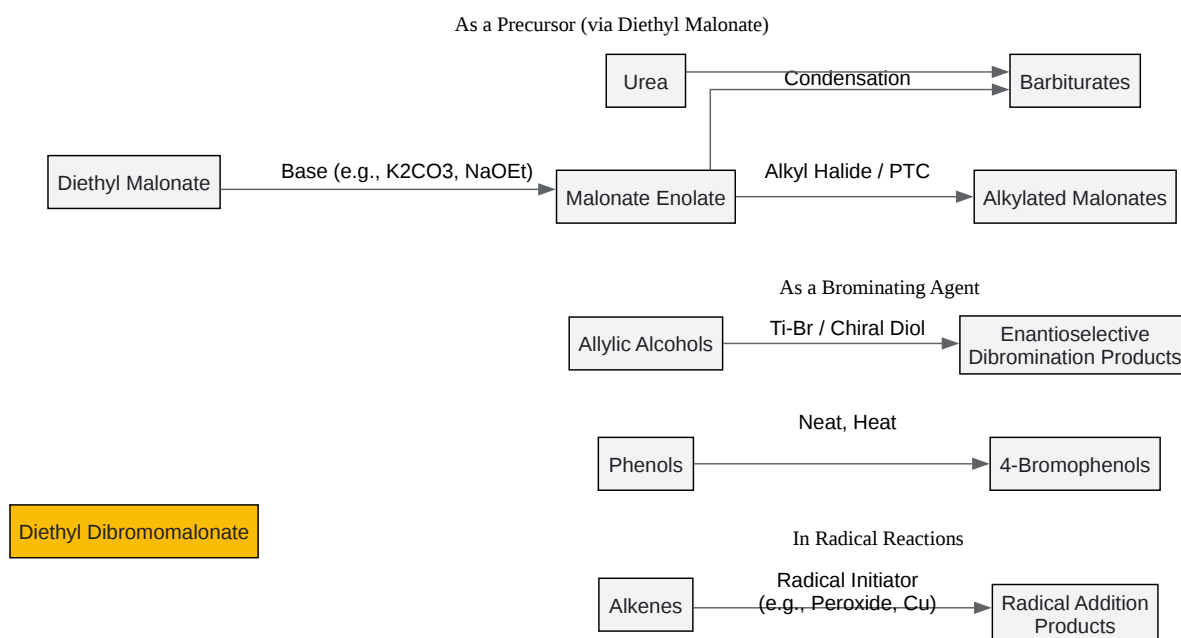 As a Precursor (via Diethyl Malonate)
Urea
Condensation
Barbiturates
Diethyl Malonate
Base (e.g., K2CO3, NaOEt)
Malonate Enolate
Alkyl Halide / PTC
Alkylated Malonates
As a Brominating Agent
Allylic Alcohols
Ti-Br / Chiral Diol
Enantioselective
Dibromination Products
Phenols
Neat, Heat
4-Bromophenols
Diethyl Dibromomalonate
In Radical Reactions
Alkenes
Radical Initiator
(e.g., Peroxide, Cu)
Radical Addition
Products